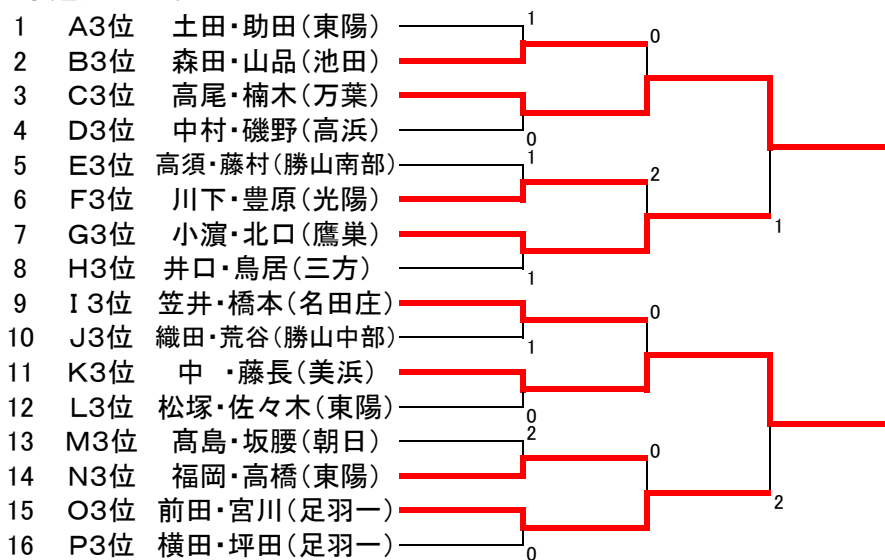 1 A3位 土田・助田(東陽) 1
2 B3位 森田・山品(池田) 0
3 C3位 高尾・楠木(万葉)
4 D3位 中村・磯野(高浜) 0
5 E3位 高須・藤村(勝山南部) 1
6 F3位 川下・豊原(光陽) 2
7 G3位 小濵・北口(鷹巣) 1
8 H3位 井口・鳥居(三方) 1
9 I3位 笠井・橋本(名田庄) 0
10 J3位 織田・荒谷(勝山中部) 1
11 K3位 中 ・藤長(美浜)
12 L3位 松塚・佐々木(東陽) 0
13 M3位 髙島・坂腰(朝日) 2
14 N3位 福岡・高橋(東陽) 0
15 O3位 前田・宮川(足羽一) 2
16 P3位 横田・坪田(足羽一) 0